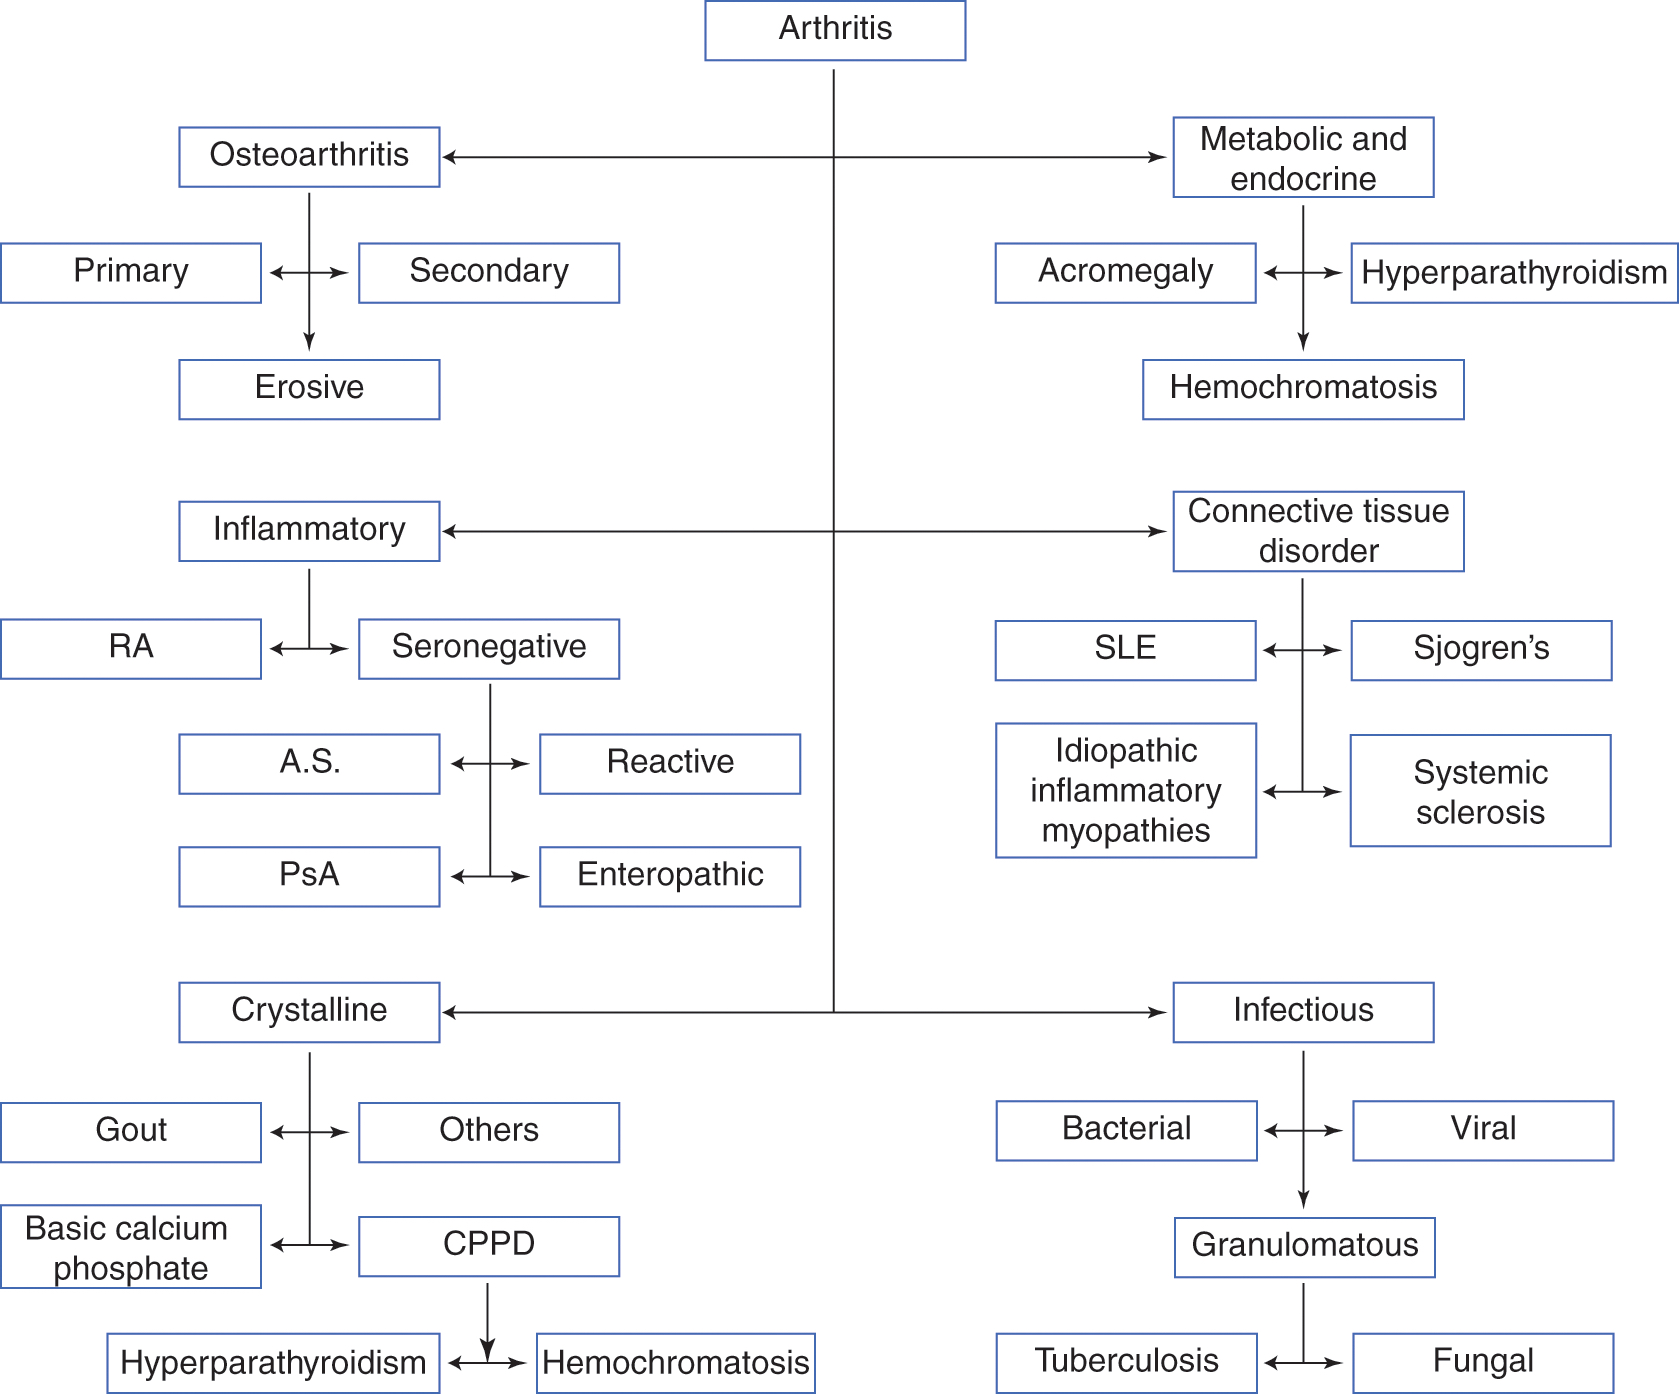 Arthritis
Osteoarthritis
Metabolic and
endocrine
Primary
Secondary
Acromegaly
Hyperparathyroidism
Erosive
Hemochromatosis
Inflammatory
Connective tissue
disorder
RA
Seronegative
SLE
Sjogren’s
A.S.
Reactive
Idiopathic
inflammatory
myopathies
Systemic
sclerosis
PsA
Enteropathic
Crystalline
Infectious
Gout
Others
Bacterial
Viral
Basic calcium
phosphate
CPPD
Granulomatous
Hyperparathyroidism
Hemochromatosis
Tuberculosis
Fungal